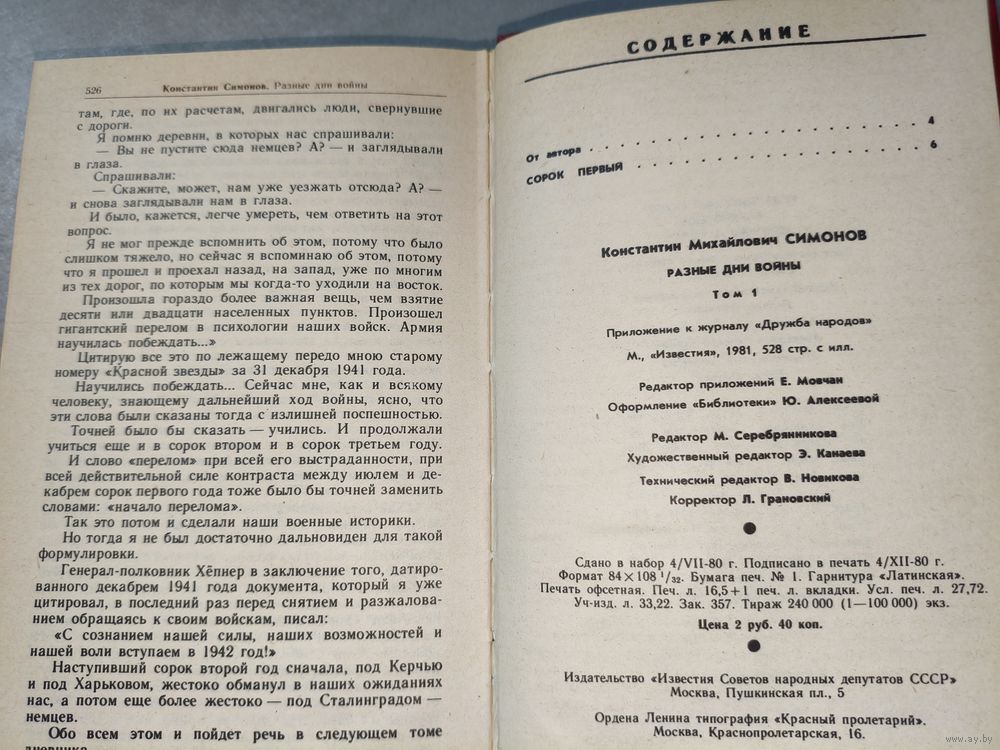 526 Константин Симонов. Разные дни войны
там, где, по их расчетам, двигались люди, свернувшие
с дороги.
Я помню деревни, в которых нас спрашивали:
— Вы не пустите сюда немцев? А? — и заглядывали
в глаза.
Спрашивали:
— Скажите, может, нам уже уезжать отсюда? А? —
и снова заглядывали нам в глаза.
И было, кажется, легче умереть, чем ответить на этот
вопрос.
Я не мог прежде вспомнить об этом, потому что было
слишком тяжело, но сейчас я вспоминаю об этом, потому
что я прошел и проехал назад, на запад, уже по многим
из тех дорог, по которым мы когда-то уходили на восток.
Произошла гораздо более важная вещь, чем взятие
десяти или двадцати населенных пунктов. Произошел
гигантский перелом в психологии наших войск. Армия
научилась побеждать...»
Цитирую все это по лежащему передо мною старому
номеру «Красной звезды» за 31 декабря 1941 года.
Научились побеждать... Сейчас мне, как и всякому
человеку, знающему дальнейший ход войны, ясно, что
эти слова были сказаны тогда с излишней поспешностью.
Точней было бы сказать — учились. И продолжали
учиться еще и в сорок втором и в сорок третьем году.
И слово «перелом» при всей его выстраданности, при
всей действительной силе контраста между июлем и де-
кабрем сорок первого года тоже было бы точней заменить
словами: «начало перелома».
Так это потом и сделали наши военные историки.
Но тогда я не был достаточно дальновиден для такой
формулировки.
Генерал-полковник Хёпнер в заключение того, датиро-
ванного декабрем 1941 года документа, который я уже
цитировал, в последний раз перед снятием и разжалова-
нием обращаясь к своим войскам, писал:
«С сознанием нашей силы, наших возможностей и
нашей воли вступаем в 1942 год!»
Наступивший сорок второй год сначала, под Керчью
и под Харьковом, жестоко обманул в наших ожиданиях
нас, а потом еще более жестоко — под Сталинградом —
немцев.
Обо всем этом и пойдет речь в следующем томе
дневника.
СОДЕРЖАНИЕ
От автора . . . . . . . . . . . . . . . . . . 4
СОРОК ПЕРВЫЙ . . . . . . . . . . . . . . . . 6
Константин Михайлович СИМОНОВ
РАЗНЫЕ ДНИ ВОЙНЫ
Том 1
Приложение к журналу «Дружба народов»
М., «Известия», 1981, 528 стр. с илл.
Редактор приложений Е. Мовчан
Оформление «Библиотеки» Ю. Алексеевой
Редактор М. Серебрянникова
Художественный редактор Э. Канаева
Технический редактор В. Новикова
Корректор Л. Грановский
Сдано в набор 4/VII-80 г. Подписано в печать 4/XII-80 г.
Формат 84×108 1/32. Бумага печ. № 1. Гарнитура «Латинская».
Печать офсетная. Печ. л. 16,5+1 печ. л. вкладки. Усл. печ. л. 27,72.
Уч-изд. л. 33,22. Зак. 357. Тираж 240 000 (1—100 000) экз.
Цена 2 руб. 40 коп.
Издательство «Известия Советов народных депутатов СССР»
Москва, Пушкинская пл., 5
Ордена Ленина типография «Красный пролетарий».
Москва, Краснопролетарская, 16.
www.ay.by